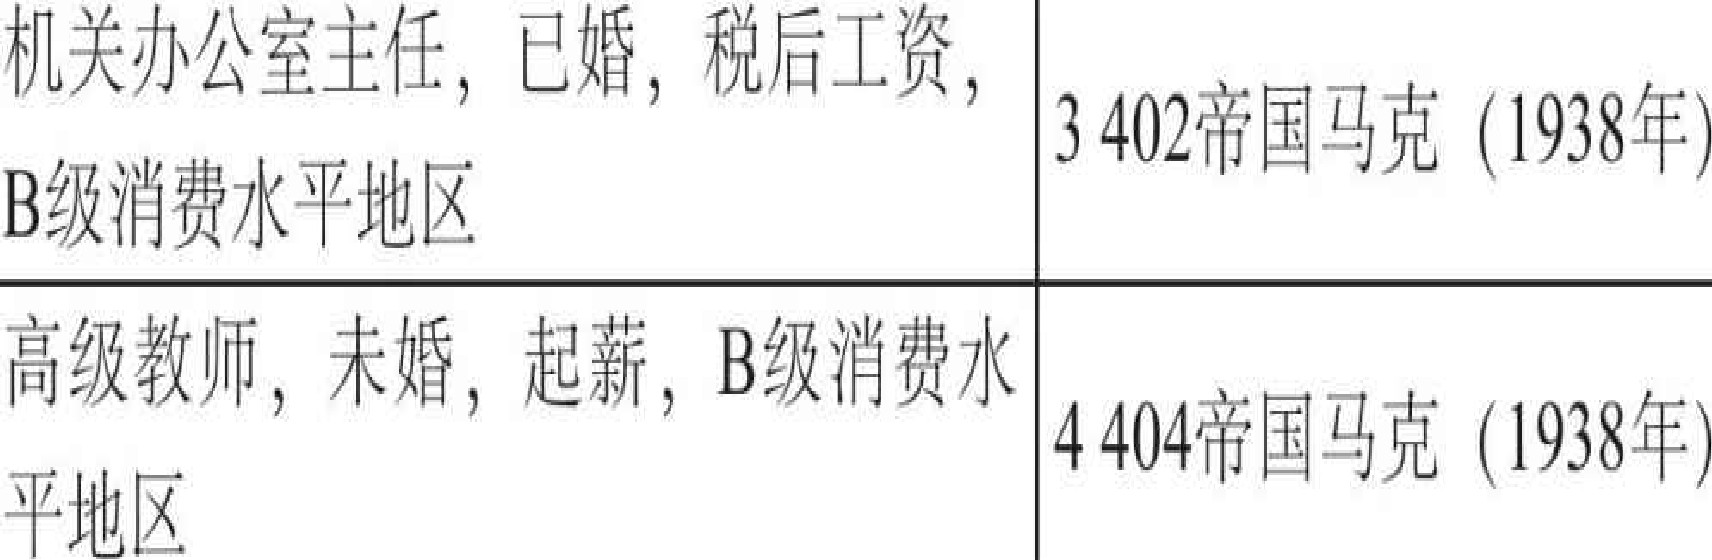 机关办公室主任，已婚，税后工资，
B级消费水平地区
3 402帝国马克（1938年）
高级教师，未婚，起薪，B级消费水
平地区
4 404帝国马克（1938年）